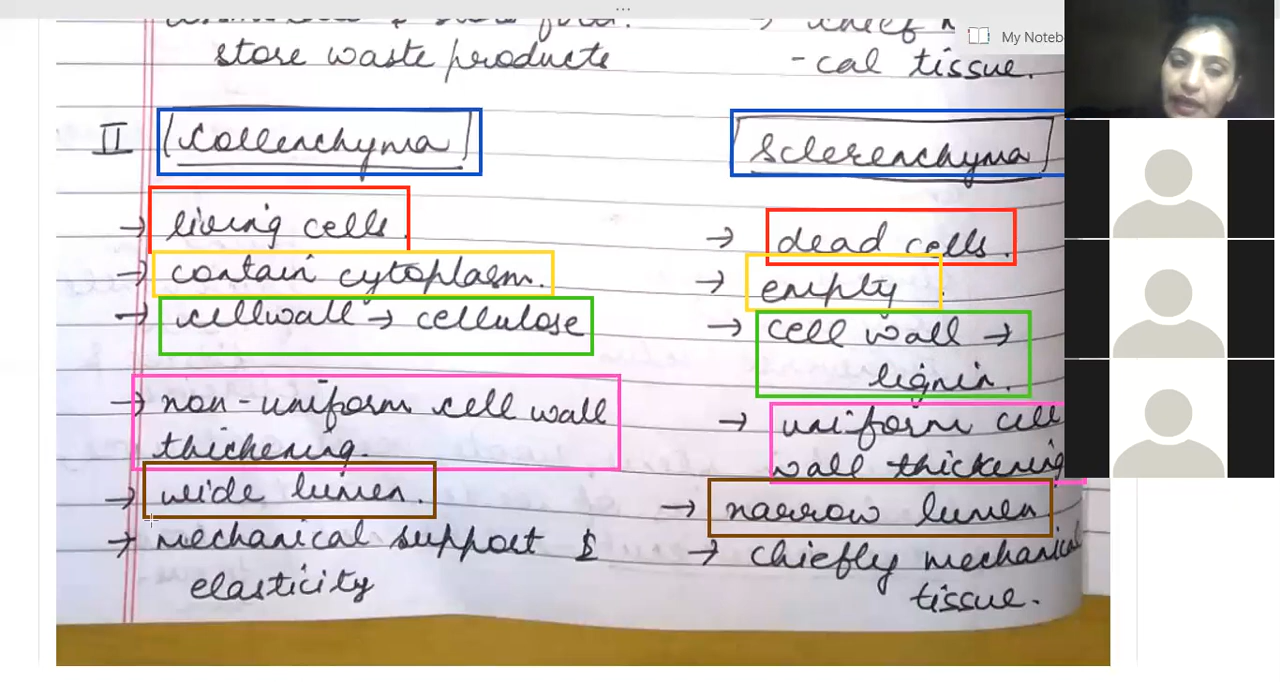 ...
store waste products
- cal tissue.
My Noteb
II Collenchyma
Sclerenchyma
→ living cells.
→ contain cytoplasm.
→ cellwall → cellulose
→ non-uniform cell wall
thickening.
→ wide lumen.
→ mechanical support &
elasticity
→ dead cells.
→ empty
→ cell wall →
lignin.
→ uniform cell
wall thickening
→ narrow lumen
→ chiefly mechanical
tissue.